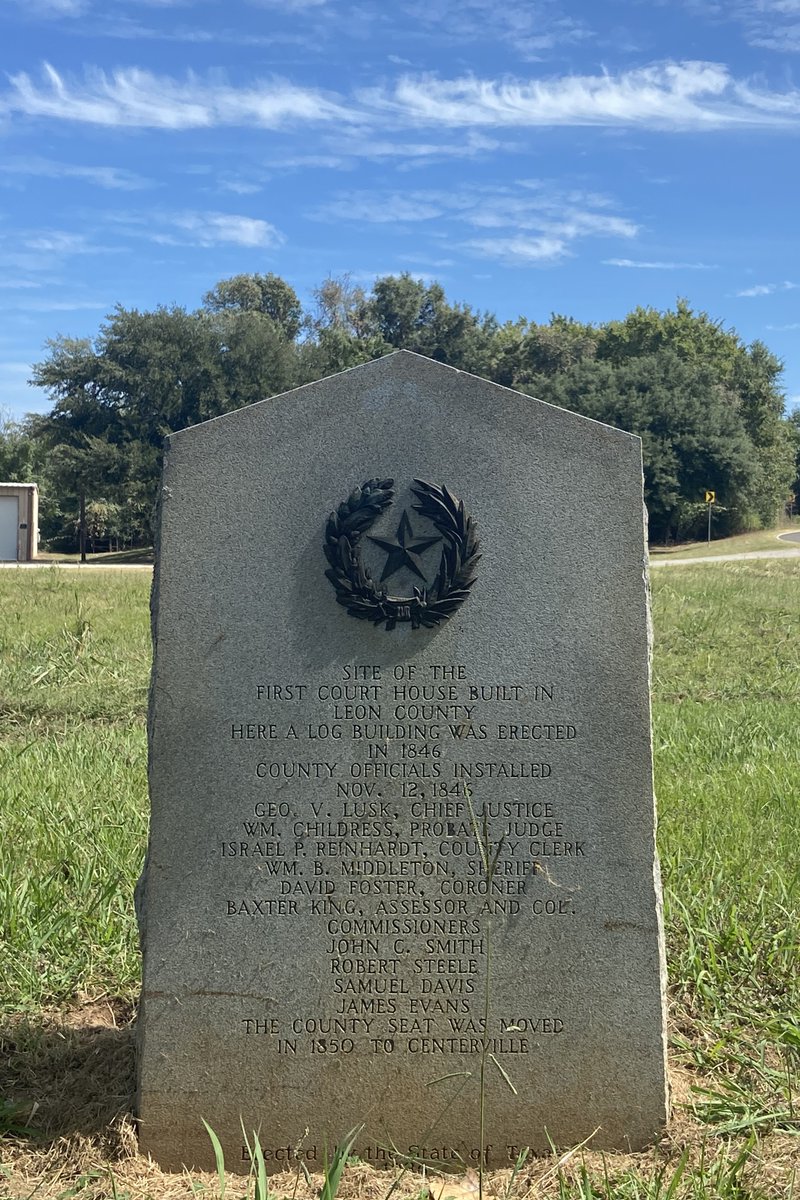 SITE OF THE
FIRST COURT HOUSE BUILT IN
LEON COUNTY
HERE A LOG BUILDING WAS ERECTED
IN 1846
COUNTY OFFICIALS INSTALLED
NOV. 12, 1846
GEO. V. LUSK, CHIEF JUSTICE
WM. CHILDRESS, PROBATE JUDGE
ISRAEL P. REINHARDT, COUNTY CLERK
WM. B. MIDDLETON, SHERIFF
DAVID FOSTER, CORONER
BAXTER KING, ASSESSOR AND COL.
COMMISSIONERS
JOHN C. SMITH
ROBERT STEELE
SAMUEL DAVIS
JAMES EVANS
THE COUNTY SEAT WAS MOVED
IN 1850 TO CENTERVILLE
Erected by the State of Texas